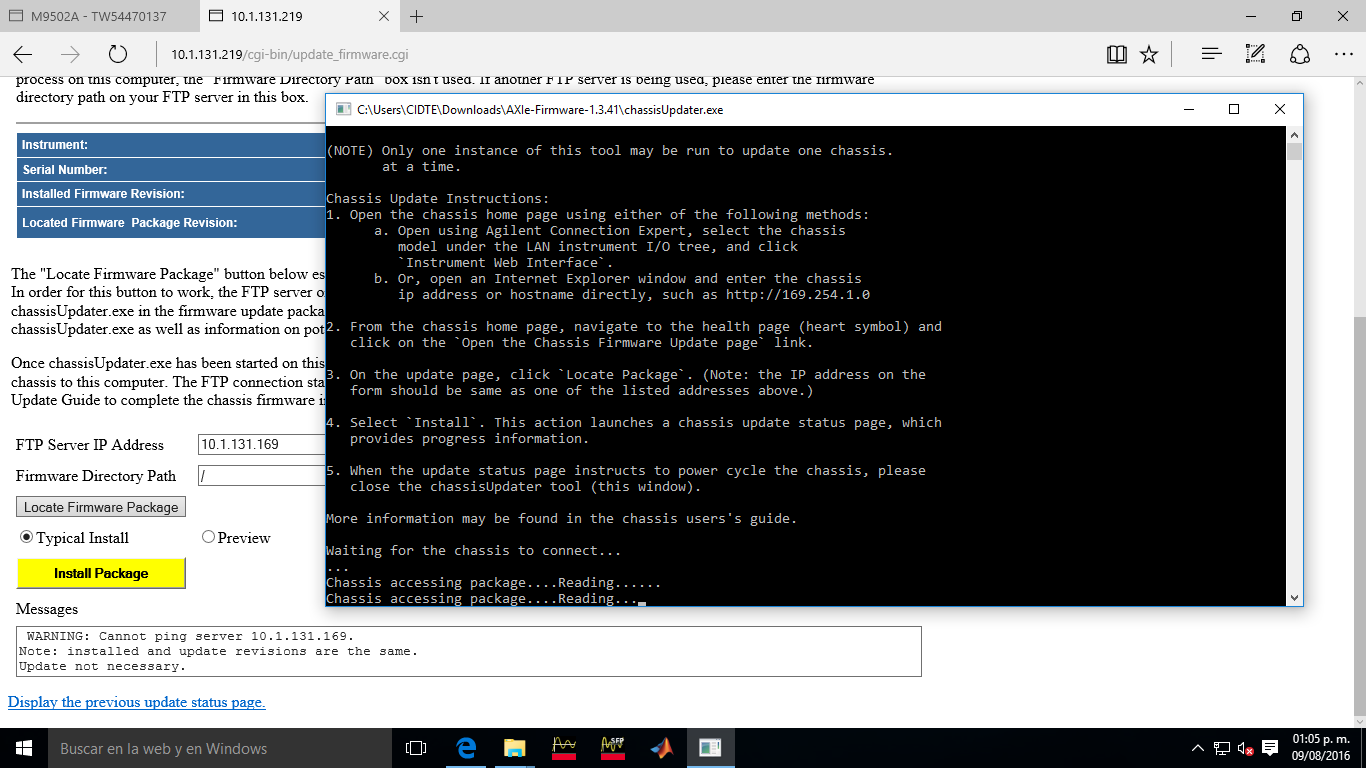 M9502A - TW54470137
10.1.131.219
10.1.131.219/cgi-bin/update_firmware.cgi
process on this computer, the "Firmware Directory Path" box isn't used. If another FTP server is being used, please enter the firmware
directory path on your FTP server in this box.
Instrument:
Serial Number:
Installed Firmware Revision:
Located Firmware Package Revision:
The "Locate Firmware Package" button below es
In order for this button to work, the FTP server o
chassisUpdater.exe in the firmware update packa
chassisUpdater.exe as well as information on pot
Once chassisUpdater.exe has been started on this
chassis to this computer. The FTP connection sta
Update Guide to complete the chassis firmware i
FTP Server IP Address
10.1.131.169
Firmware Directory Path
/
Locate Firmware Package
Typical Install
Preview
Install Package
Messages
WARNING: Cannot ping server 10.1.131.169.
Note: installed and update revisions are the same.
Update not necessary.
Display the previous update status page.
C:\Users\CIDTE\Downloads\AXIe-Firmware-1.3.41\chassisUpdater.exe
(NOTE) Only one instance of this tool may be run to update one chassis.
at a time.
Chassis Update Instructions:
1. Open the chassis home page using either of the following methods:
a. Open using Agilent Connection Expert, select the chassis
model under the LAN instrument I/O tree, and click
`Instrument Web Interface`.
b. Or, open an Internet Explorer window and enter the chassis
ip address or hostname directly, such as http://169.254.1.0
2. From the chassis home page, navigate to the health page (heart symbol) and
click on the `Open the Chassis Firmware Update page` link.
3. On the update page, click `Locate Package`. (Note: the IP address on the
form should be same as one of the listed addresses above.)
4. Select `Install`. This action launches a chassis update status page, which
provides progress information.
5. When the update status page instructs to power cycle the chassis, please
close the chassisUpdater tool (this window).
More information may be found in the chassis users's guide.
Waiting for the chassis to connect...
...
Chassis accessing package....Reading......
Chassis accessing package....Reading...
Buscar en la web y en Windows
SFP
01:05 p. m.
09/08/2016